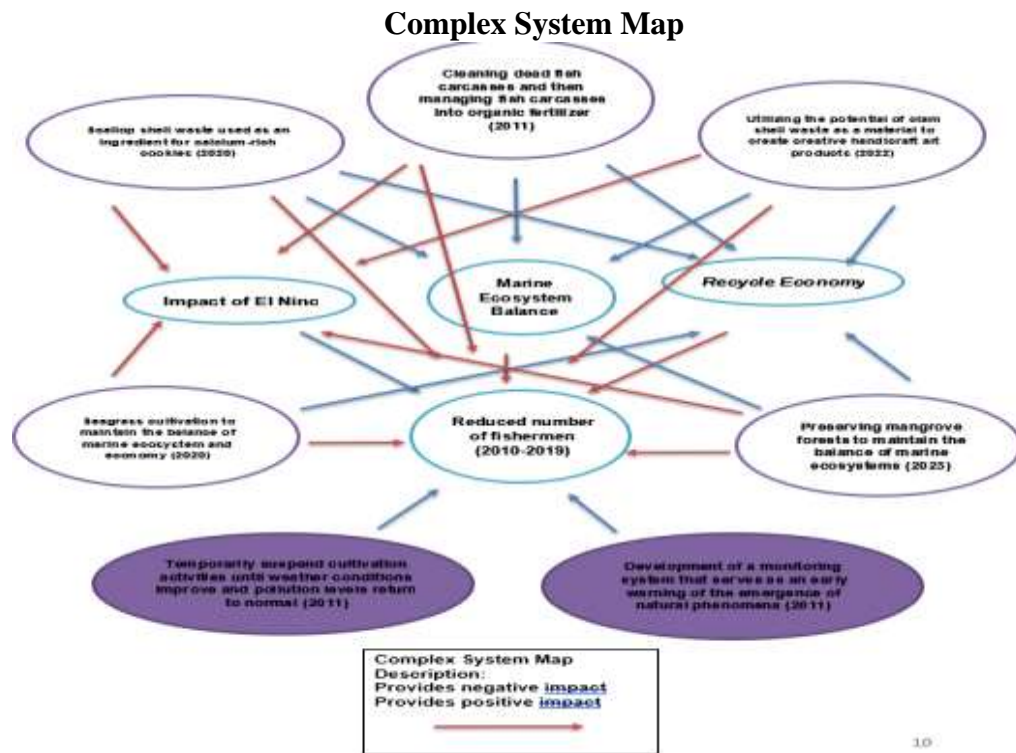 Complex System Map
Cleaning dead fish
carcasses and then
managing fish carcasses
into organic fertilizer
(2011)
Scallop shell waste used as an
ingredient for calcium-rich
cookies (2020)
Utilizing the potential of clam
shell waste as a material to
create creative handicraft art
products (2022)
Impact of El Nino
Marine
Ecosystem
Balance
Recycle Economy
Seagrass cultivation to
maintain the balance of
marine ecosystem and
economy (2020)
Reduced number
of fishermen
(2010-2019)
Preserving mangrove
forests to maintain the
balance of marine
ecosystems (2023)
Temporarily suspend cultivation
activities until weather conditions
improve and pollution levels return
to normal (2011)
Development of a monitoring
system that serves as an early
warning of the emergence of
natural phenomena (2011)
Complex System Map
Description:
Provides negative impact
Provides positive impact
10